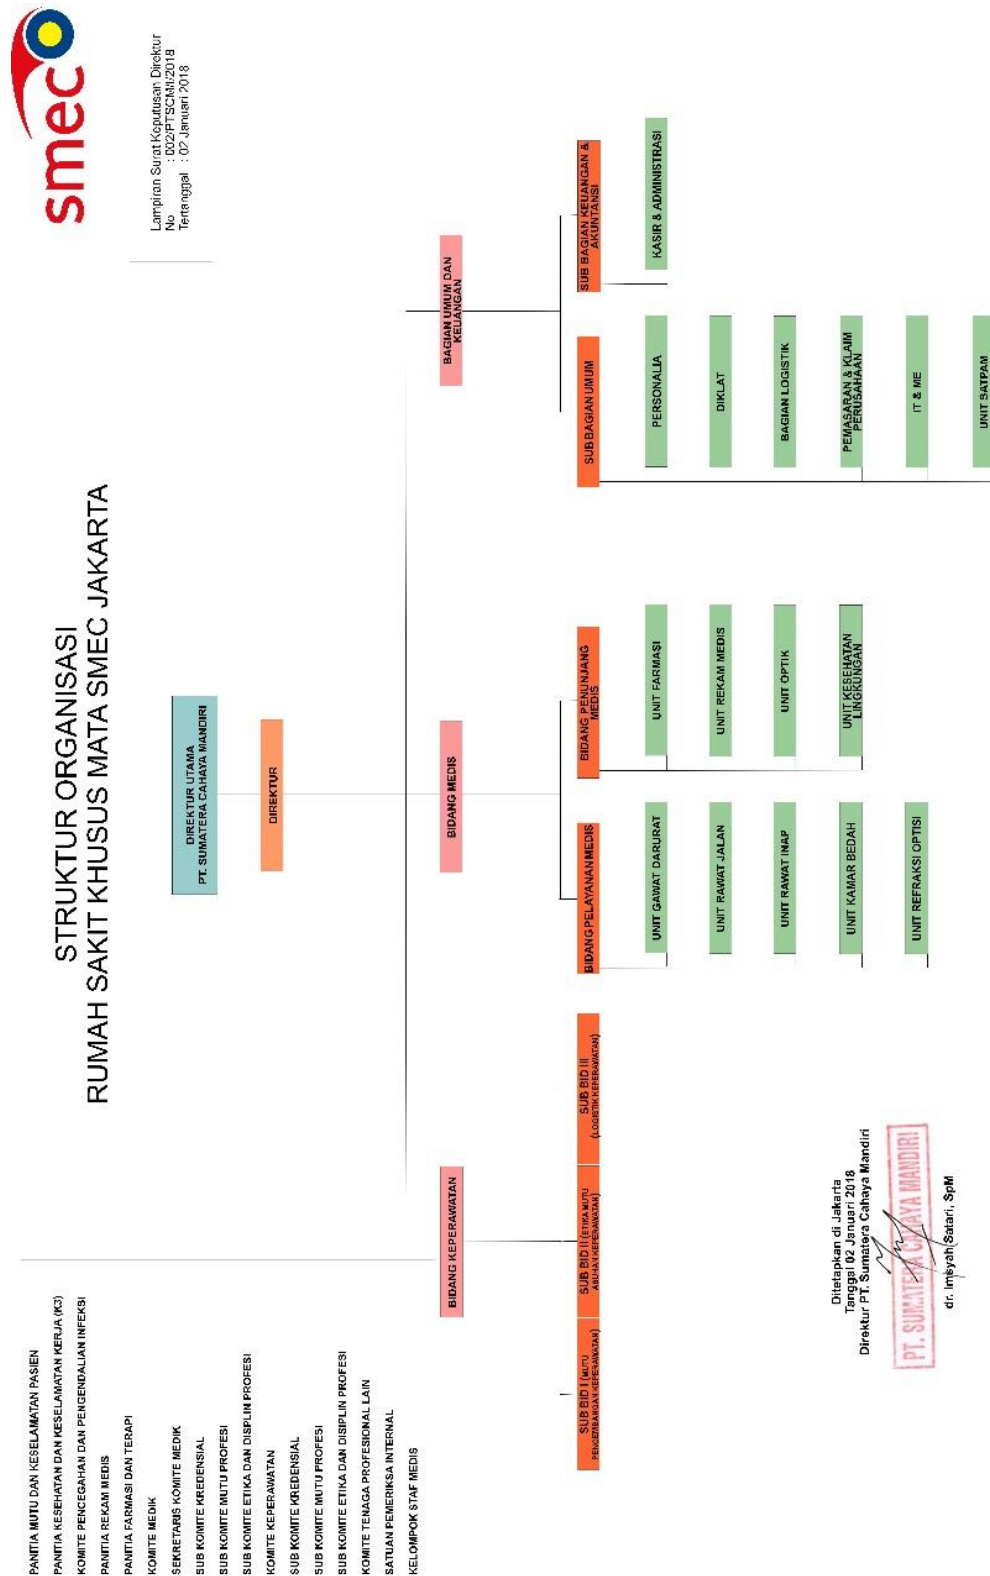 smec
Lampiran Surat Keputusan Direktur
No : 002/PTSCM/I/2018
Tertanggal : 02 Januari 2018
STRUKTUR ORGANISASI
RUMAH SAKIT KHUSUS MATA SMEC JAKARTA
PANITIA MUTU DAN KESELAMATAN PASIEN
PANITIA KESEHATAN DAN KESELAMATAN KERJA (K3)
KOMITE PENCEGAHAN DAN PENGENDALIAN INFEKSI
PANITIA REKAM MEDIS
PANITIA FARMASI DAN TERAPI
KOMITE MEDIK
SEKRETARIS KOMITE MEDIK
SUB KOMITE KREDENSIAL
SUB KOMITE MUTU PROFESI
SUB KOMITE ETIKA DAN DISPLIN PROFESI
KOMITE KEPERAWATAN
SUB KOMITE KREDENSIAL
SUB KOMITE MUTU PROFESI
SUB KOMITE ETIKA DAN DISIPLIN PROFESI
KOMITE TENAGA PROFESIONAL LAIN
SATUAN PEMERIKSA INTERNAL
KELOMPOK STAF MEDIS
DIREKTUR UTAMA
PT. SUMATERA CAHAYA MANDIRI
DIREKTUR
BIDANG KEPERAWATAN
BIDANG MEDIS
BAGIAN UMUM DAN
KEUANGAN
SUB BID I (MUTU
PENGEMBANGAN KEPERAWATAN)
SUB BID II (ETIKA MUTU
ASUHAN KEPERAWATAN)
SUB BID III
(LOGISTIK KEPERAWATAN)
BIDANG PELAYANAN MEDIS
UNIT GAWAT DARURAT
UNIT RAWAT JALAN
UNIT RAWAT INAP
UNIT KAMAR BEDAH
UNIT REFRAKSI OPTISI
BIDANG PENUNJANG
MEDIS
UNIT FARMASI
UNIT REKAM MEDIS
UNIT OPTIK
UNIT KESEHATAN
LINGKUNGAN
SUB BAGIAN UMUM
PERSONALIA
DIKLAT
BAGIAN LOGISTIK
PEMASARAN & KLAIM
PERUSAHAAN
IT & ME
UNIT SATPAM
SUB BAGIAN KEUANGAN &
AKUNTANSI
KASIR & ADMINISTRASI
Ditetapkan di Jakarta
Tanggal 02 Januari 2018
Direktur PT. Sumatera Cahaya Mandiri
PT. SUMATERA CAHAYA MANDIRI
dr. Imsyah Satari, SpM